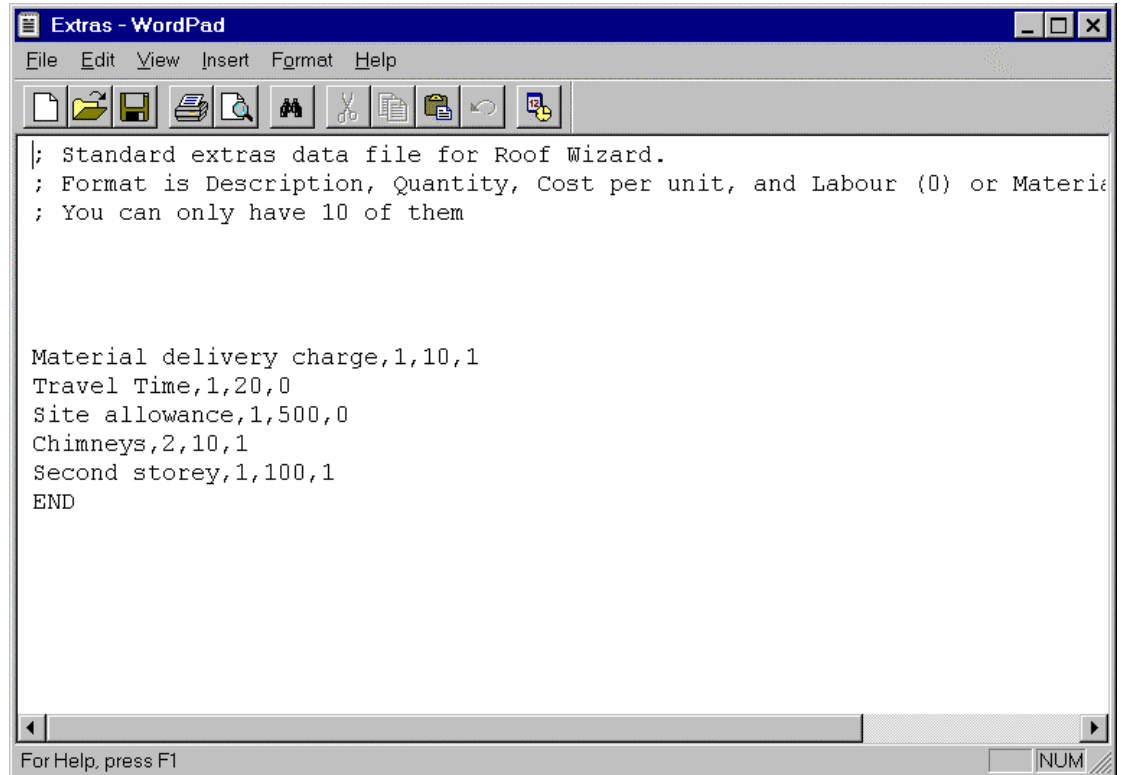 Extras - WordPad
File Edit View Insert Format Help
12
; Standard extras data file for Roof Wizard.
; Format is Description, Quantity, Cost per unit, and Labour (0) or Materia
; You can only have 10 of them
Material delivery charge,1,10,1
Travel Time,1,20,0
Site allowance,1,500,0
Chimneys,2,10,1
Second storey,1,100,1
END
For Help, press F1 NUM